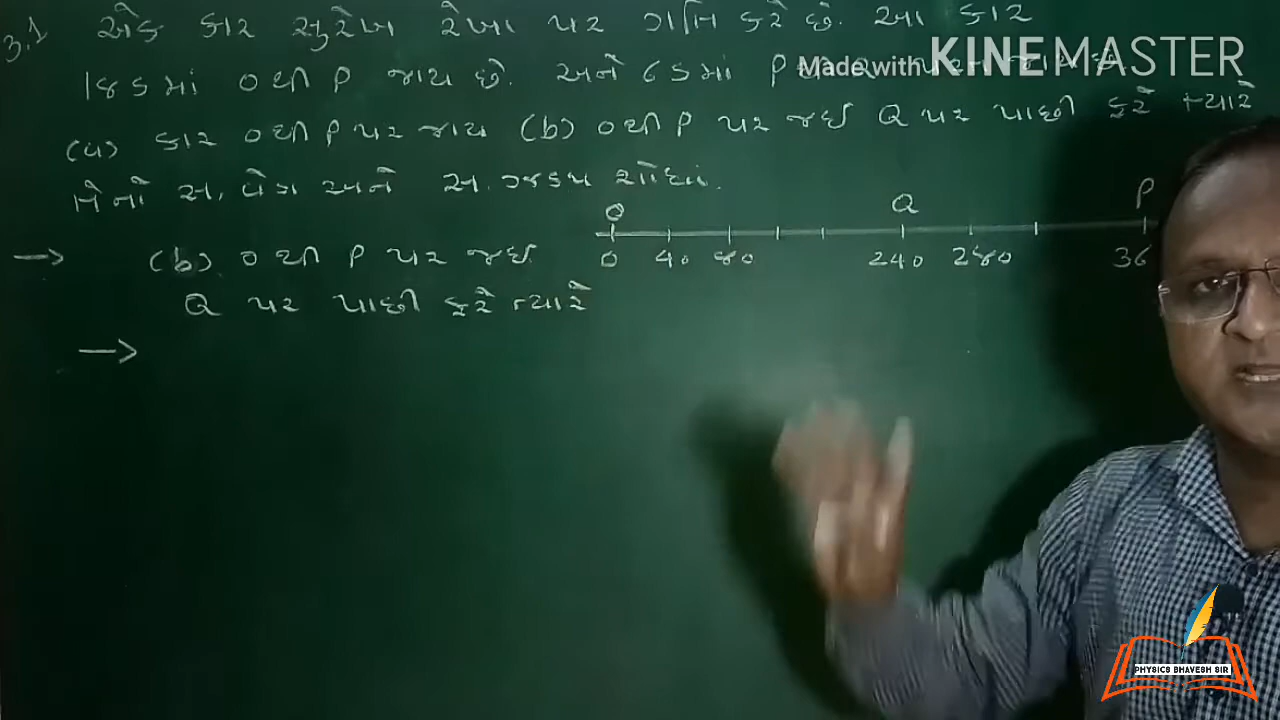 3.1 એક કાર સુરેખ રેખા પર ગતિ કરે છે. આ કાર
18 s માં O થી P જાય છે. અને 6 s માં P
Made with KINEMASTER
(a) કાર O થી P પર જાય (b) O થી P પર જઈ Q પર પાછી ફરે ત્યારે
તેનો સ. વેગ અને સ. ઝડપ શોધો.
O Q P
0 40 80 240 280 36
→ (b) O થી P પર જઈ
Q પર પાછી ફરે ત્યારે
→
PHYSICS BHAVESH SIR